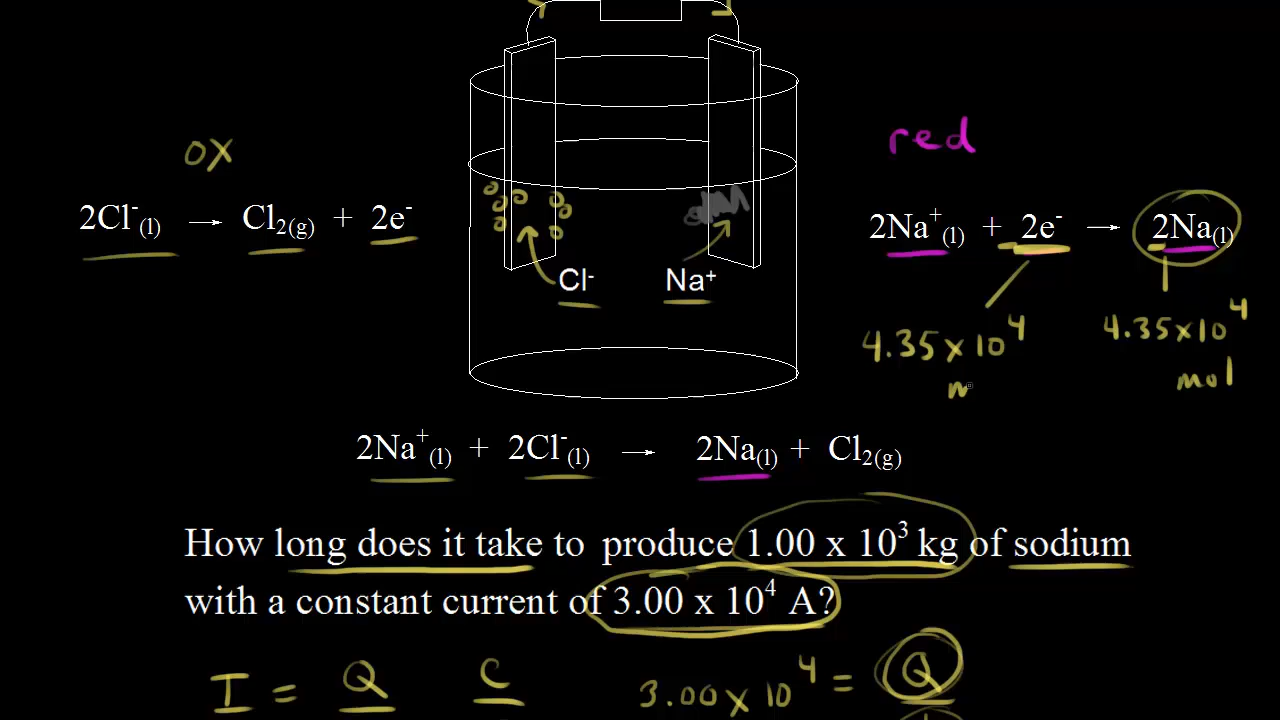 ox
red
2Cl⁻(l) → Cl₂(g) + 2e⁻
2Na⁺(l) + 2e⁻ → 2Na(l)
Cl⁻ Na⁺
4.35 x 10⁴ 4.35 x 10⁴
mol
2Na⁺(l) + 2Cl⁻(l) → 2Na(l) + Cl₂(g)
How long does it take to produce 1.00 x 10³ kg of sodium
with a constant current of 3.00 x 10⁴ A?
I = Q C 3.00 x 10⁴ = Q